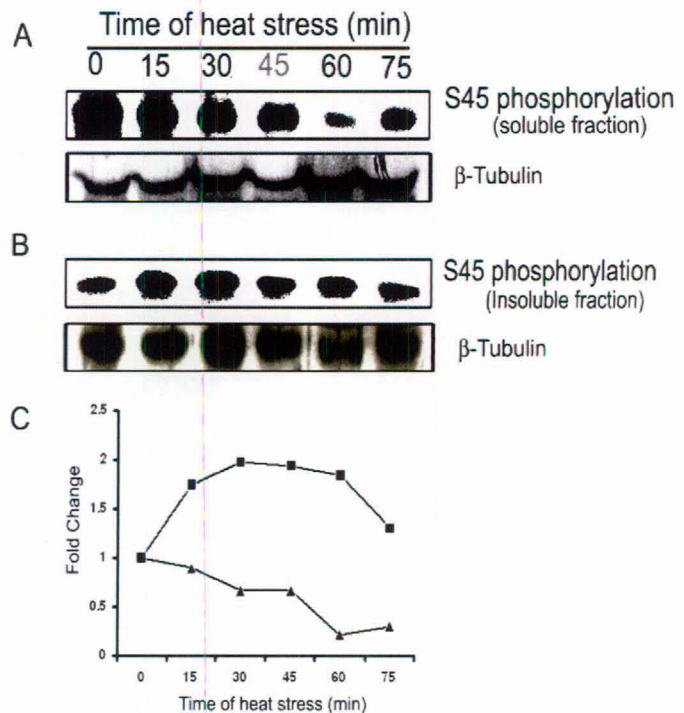 A
Time of heat stress (min)
0 15 30 45 60 75
S45 phosphorylation
(soluble fraction)
β-Tubulin
B
S45 phosphorylation
(Insoluble fraction)
β-Tubulin
C
2.5
2
1.5
1
0.5
0
Fold Change
0 15 30 45 60 75
Time of heat stress (min)